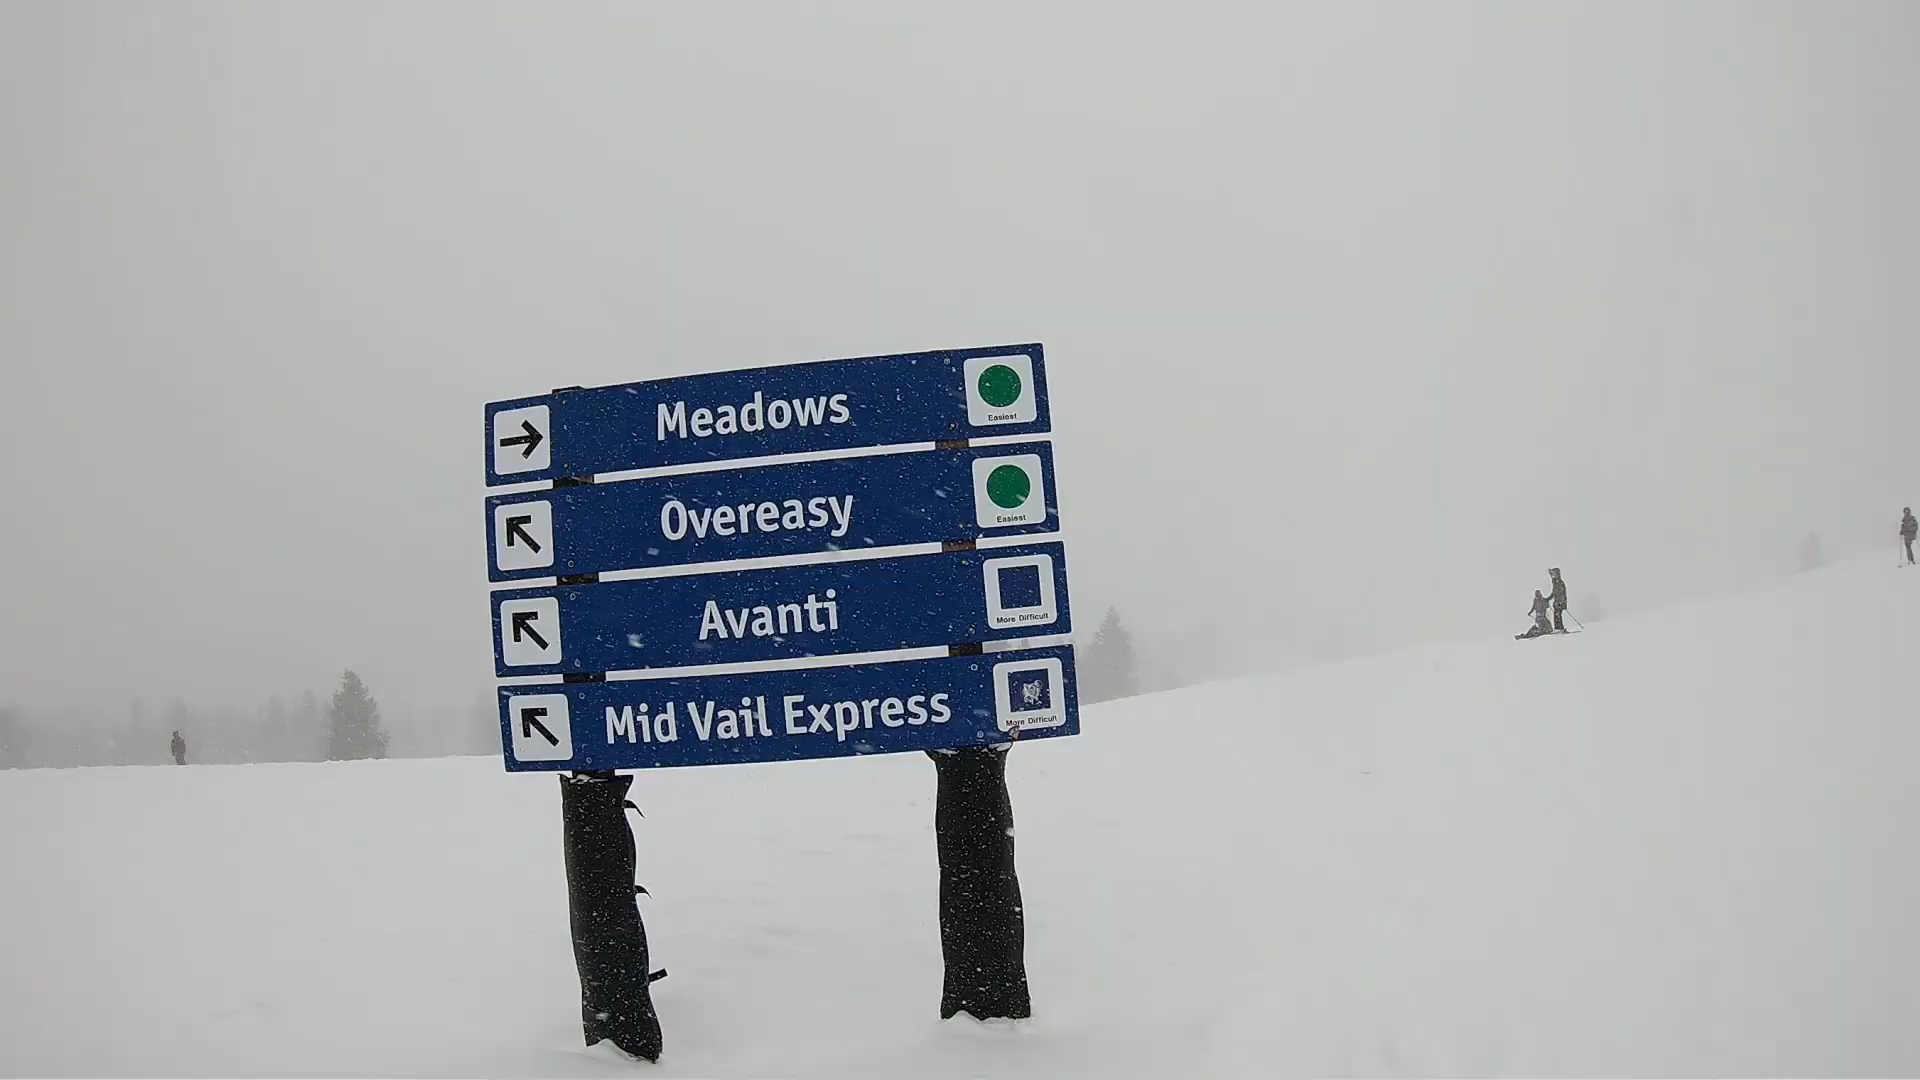 Meadows
Easiest
Overeasy
Easiest
Avanti
More Difficult
Mid Vail Express
More Difficult